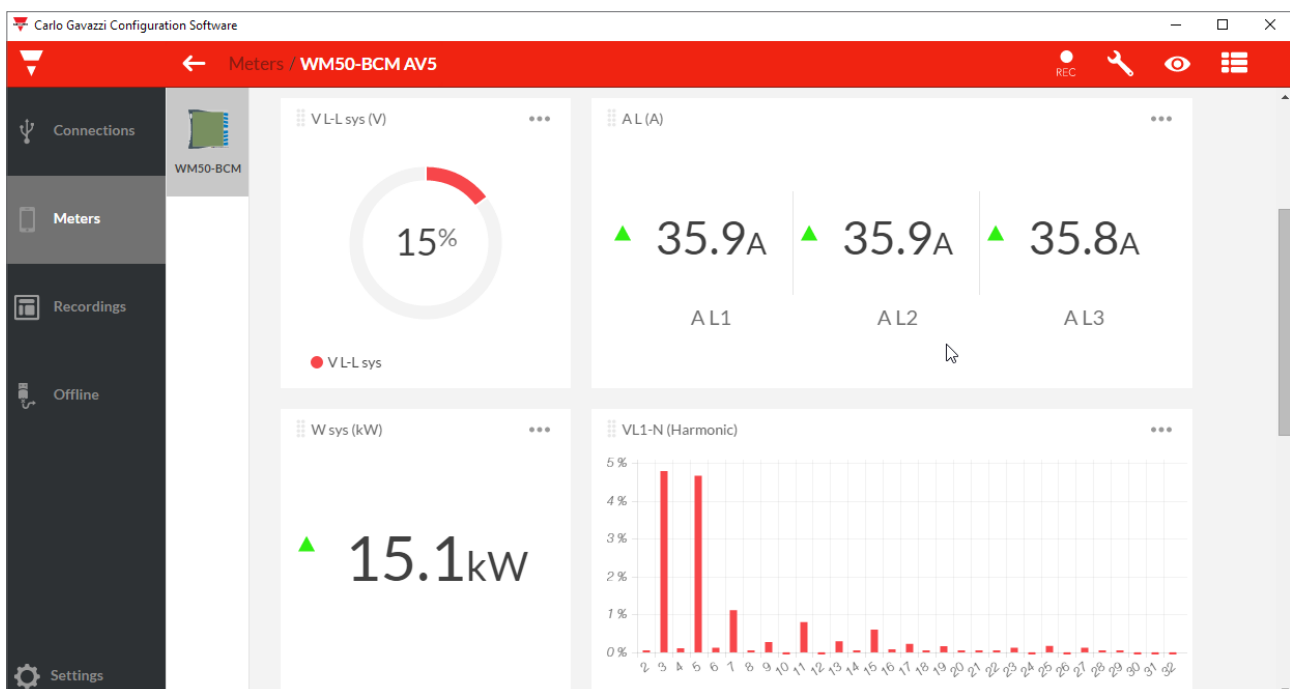 Carlo Gavazzi Configuration Software
Meters / WM50-BCM AV5
REC
Connections
Meters
Recordings
Offline
Settings
WM50-BCM
V L-L sys (V)
15%
V L-L sys
A L (A)
35.9A 35.9A 35.8A
A L1 A L2 A L3
W sys (kW)
15.1kW
VL1-N (Harmonic)
5 %
4 %
3 %
2 %
1 %
0 %
2 3 4 5 6 7 8 9 10 11 12 13 14 15 16 17 18 19 20 21 22 23 24 25 26 27 28 29 30 31 32